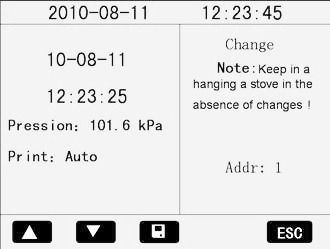 2010-08-11 12:23:45
10-08-11
12:23:25
Pression: 101.6 kPa
Print: Auto
Change
Note: Keep in a
hanging a stove in the
absence of changes !
Addr: 1
ESC